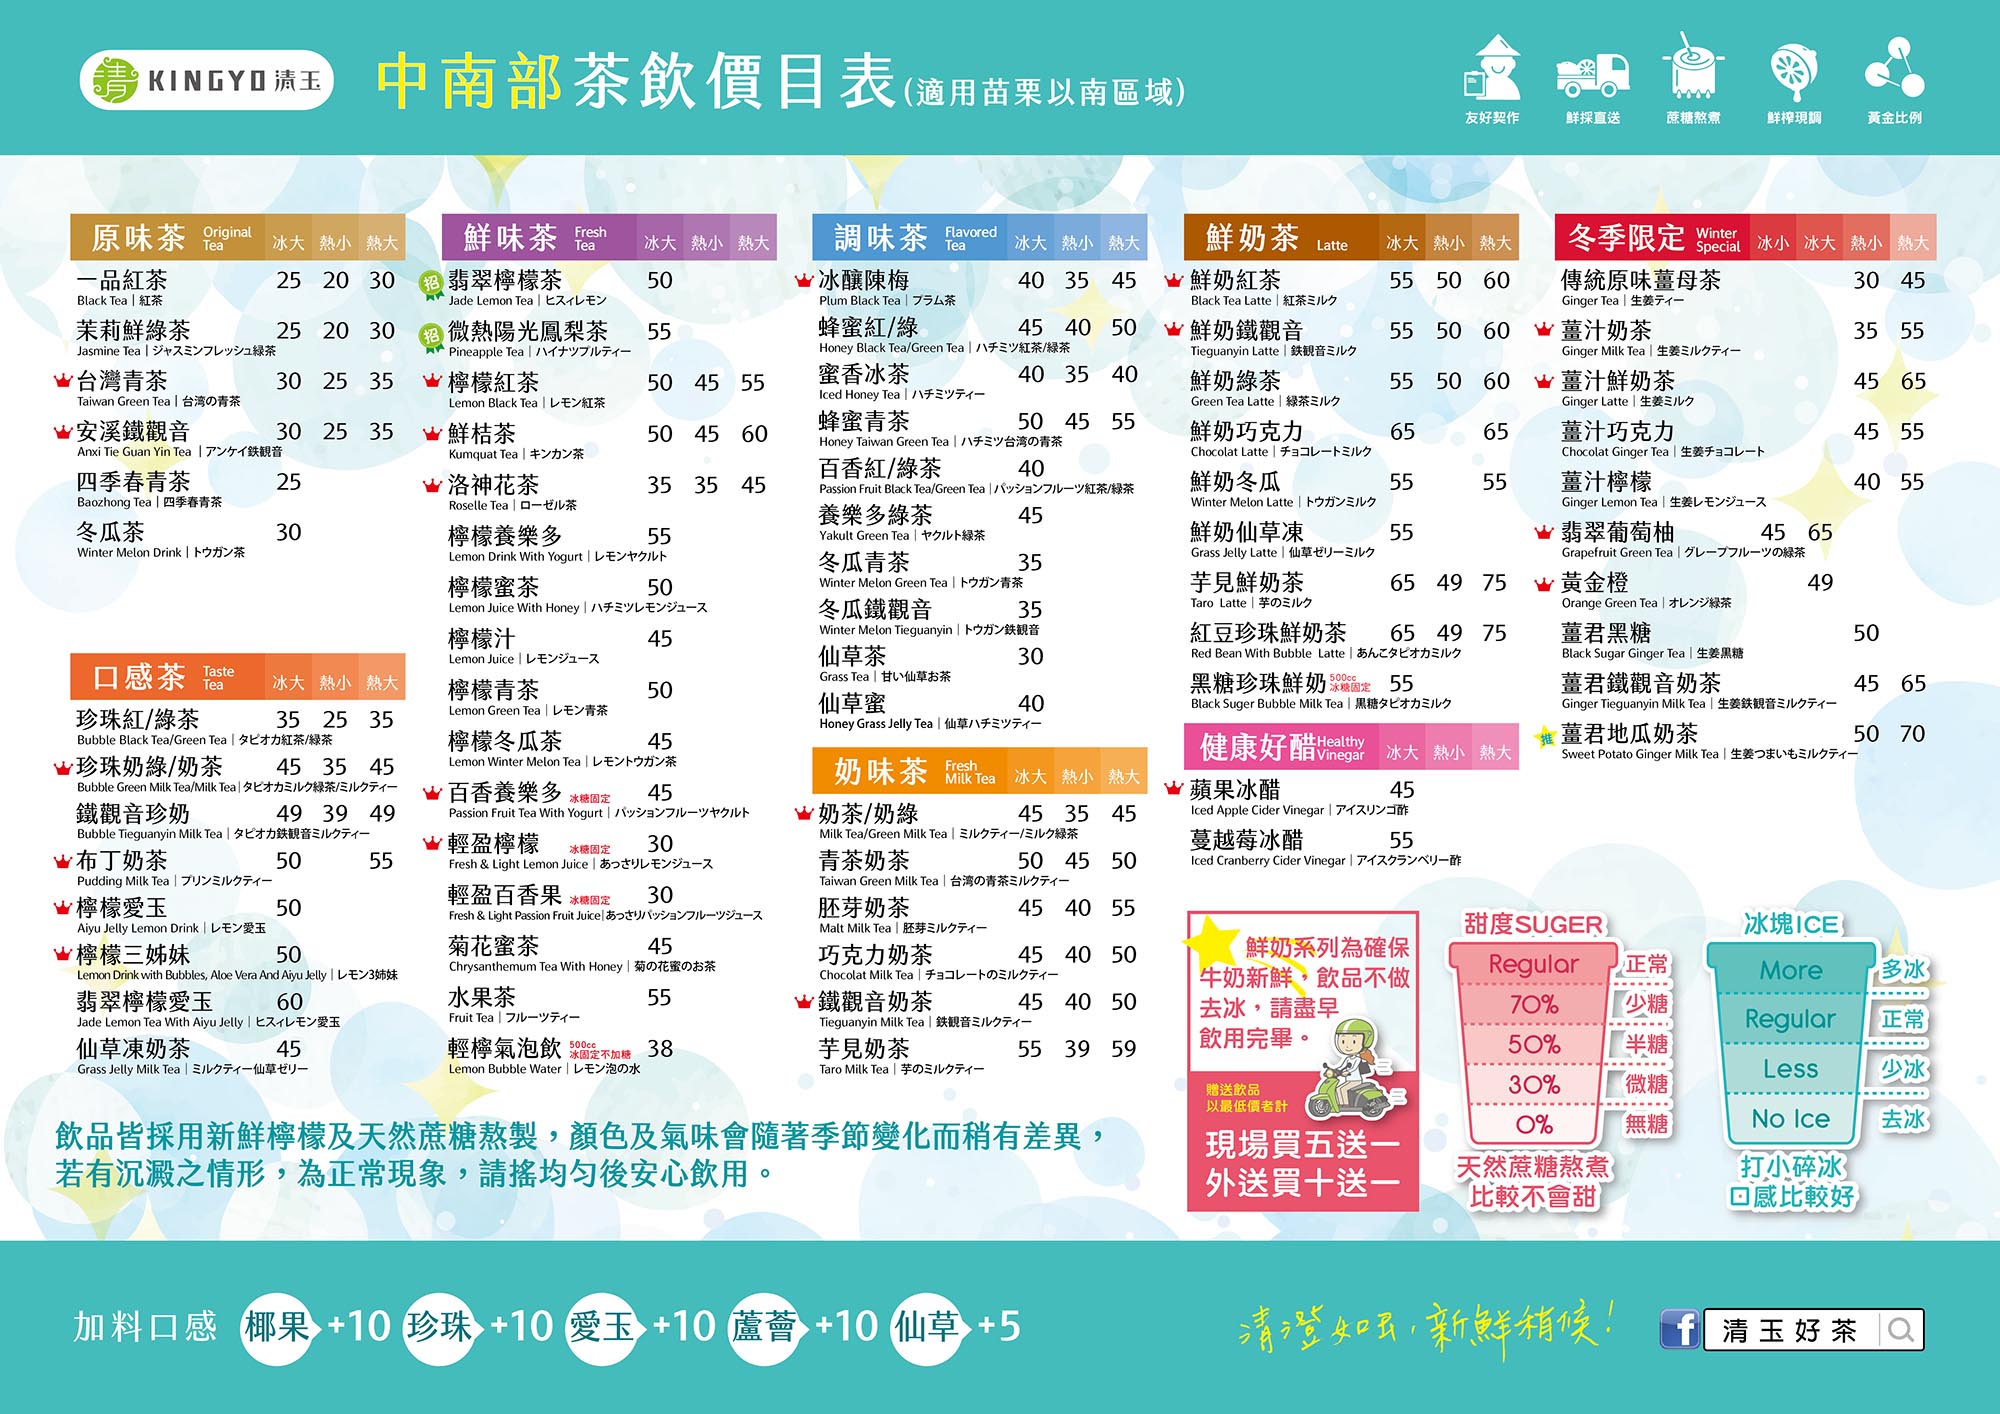 KINGYO 清玉
中南部茶飲價目表(適用苗栗以南區域)
友好契作 鮮採直送 蔗糖熬煮 鮮榨現調 黃金比例
原味茶 Original Tea 冰大 熱小 熱大
一品紅茶 25 20 30
Black Tea | 紅茶
茉莉鮮綠茶 25 20 30
Jasmine Tea | ジャスミンフレッシュ緑茶
台灣青茶 30 25 35
Taiwan Green Tea | 台湾の青茶
安溪鐵觀音 30 25 35
Anxi Tie Guan Yin Tea | アンケイ鉄観音
四季春青茶 25
Baozhong Tea | 四季春青茶
冬瓜茶 30
Winter Melon Drink | トウガン茶
口感茶 Taste Tea 冰大 熱小 熱大
珍珠紅/綠茶 35 25 35
Bubble Black Tea/Green Tea | タピオカ紅茶/緑茶
珍珠奶綠/奶茶 45 35 45
Bubble Green Milk Tea/Milk Tea | タピオカミルク緑茶/ミルクティー
鐵觀音珍奶 49 39 49
Bubble Tieguanyin Milk Tea | タピオカ鉄観音ミルクティー
布丁奶茶 50 55
Pudding Milk Tea | プリンミルクティー
檸檬愛玉 50
Aiyu Jelly Lemon Drink | レモン愛玉
檸檬三姊妹 50
Lemon Drink with Bubbles, Aloe Vera And Aiyu Jelly | レモン3姉妹
翡翠檸檬愛玉 60
Jade Lemon Tea With Aiyu Jelly | ヒスィレモン愛玉
仙草凍奶茶 45
Grass Jelly Milk Tea | ミルクティー仙草ゼリー
鮮味茶 Fresh Tea 冰大 熱小 熱大
招 翡翠檸檬茶 50
Jade Lemon Tea | ヒスィレモン
招 微熱陽光鳳梨茶 55
Pineapple Tea | ハイナツプルティー
檸檬紅茶 50 45 55
Lemon Black Tea | レモン紅茶
鮮桔茶 50 45 60
Kumquat Tea | キンカン茶
洛神花茶 35 35 45
Roselle Tea | ローゼル茶
檸檬養樂多 55
Lemon Drink With Yogurt | レモンヤクルト
檸檬蜜茶 50
Lemon Juice With Honey | ハチミツレモンジュース
檸檬汁 45
Lemon Juice | レモンジュース
檸檬青茶 50
Lemon Green Tea | レモン青茶
檸檬冬瓜茶 45
Lemon Winter Melon Tea | レモントウガン茶
百香養樂多 冰糖固定 45
Passion Fruit Tea With Yogurt | パッションフルーツヤクルト
輕盈檸檬 冰糖固定 30
Fresh & Light Lemon Juice | あっさりレモンジュース
輕盈百香果 冰糖固定 30
Fresh & Light Passion Fruit Juice | あっさりパッションフルーツジュース
菊花蜜茶 45
Chrysanthemum Tea With Honey | 菊の花蜜のお茶
水果茶 55
Fruit Tea | フルーツティー
輕檸氣泡飲 500cc 冰固定不加糖 38
Lemon Bubble Water | レモン泡の水
調味茶 Flavored Tea 冰大 熱小 熱大
冰釀陳梅 40 35 45
Plum Black Tea | プラム茶
蜂蜜紅/綠 45 40 50
Honey Black Tea/Green Tea | ハチミツ紅茶/緑茶
蜜香冰茶 40 35 40
Iced Honey Tea | ハチミツティー
蜂蜜青茶 50 45 55
Honey Taiwan Green Tea | ハチミツ台湾の青茶
百香紅/綠茶 40
Passion Fruit Black Tea/Green Tea | パッションフルーツ紅茶/緑茶
養樂多綠茶 45
Yakult Green Tea | ヤクルト緑茶
冬瓜青茶 35
Winter Melon Green Tea | トウガン青茶
冬瓜鐵觀音 35
Winter Melon Tieguanyin | トウガン鉄観音
仙草茶 30
Grass Tea | 甘い仙草お茶
仙草蜜 40
Honey Grass Jelly Tea | 仙草ハチミツティー
奶味茶 Fresh Milk Tea 冰大 熱小 熱大
奶茶/奶綠 45 35 45
Milk Tea/Green Milk Tea | ミルクティー/ミルク緑茶
青茶奶茶 50 45 50
Taiwan Green Milk Tea | 台湾の青茶ミルクティー
胚芽奶茶 45 40 55
Malt Milk Tea | 胚芽ミルクティー
巧克力奶茶 45 40 50
Chocolat Milk Tea | チョコレートのミルクティー
鐵觀音奶茶 45 40 50
Tieguanyin Milk Tea | 鉄観音ミルクティー
芋見奶茶 55 39 59
Taro Milk Tea | 芋のミルクティー
鮮奶茶 Latte 冰大 熱小 熱大
鮮奶紅茶 55 50 60
Black Tea Latte | 紅茶ミルク
鮮奶鐵觀音 55 50 60
Tieguanyin Latte | 鉄観音ミルク
鮮奶綠茶 55 50 60
Green Tea Latte | 緑茶ミルク
鮮奶巧克力 65 65
Chocolat Latte | チョコレートミルク
鮮奶冬瓜 55 55
Winter Melon Latte | トウガンミルク
鮮奶仙草凍 55
Grass Jelly Latte | 仙草ゼリーミルク
芋見鮮奶茶 65 49 75
Taro Latte | 芋のミルク
紅豆珍珠鮮奶茶 65 49 75
Red Bean With Bubble Latte | あんこタピオカミルク
黑糖珍珠鮮奶 500cc 冰糖固定 55
Black Suger Bubble Milk Tea | 黒糖タピオカミルク
健康好醋 Healthy Vinegar 冰大 熱小 熱大
蘋果冰醋 45
Iced Apple Cider Vinegar | アイスリンゴ酢
蔓越莓冰醋 55
Iced Cranberry Cider Vinegar | アイスクランベリー酢
冬季限定 Winter Special 冰小 冰大 熱小 熱大
傳統原味薑母茶 30 45
Ginger Tea | 生姜ティー
薑汁奶茶 35 55
Ginger Milk Tea | 生姜ミルクティー
薑汁鮮奶茶 45 65
Ginger Latte | 生姜ミルク
薑汁巧克力 45 55
Chocolat Ginger Tea | 生姜チョコレート
薑汁檸檬 40 55
Ginger Lemon Tea | 生姜レモンジュース
翡翠葡萄柚 45 65
Grapefruit Green Tea | グレープフルーツの緑茶
黃金橙 49
Orange Green Tea | オレンジ緑茶
薑君黑糖 50
Black Sugar Ginger Tea | 生姜黒糖
薑君鐵觀音奶茶 45 65
Ginger Tieguanyin Milk Tea | 生姜鉄観音ミルクティー
推 薑君地瓜奶茶 50 70
Sweet Potato Ginger Milk Tea | 生姜つまいもミルクティー
鮮奶系列為確保
牛奶新鮮，飲品不做
去冰，請盡早
飲用完畢。
贈送飲品
以最低價者計
現場買五送一
外送買十送一
甜度SUGER
Regular 正常
70% 少糖
50% 半糖
30% 微糖
0% 無糖
天然蔗糖熬煮
比較不會甜
冰塊ICE
More 多冰
Regular 正常
Less 少冰
No Ice 去冰
打小碎冰
口感比較好
飲品皆採用新鮮檸檬及天然蔗糖熬製，顏色及氣味會隨著季節變化而稍有差異，
若有沉澱之情形，為正常現象，請搖均勻後安心飲用。
加料口感 椰果+10 珍珠+10 愛玉+10 蘆薈+10 仙草+5
清澄如玉，新鮮稍候！
f 清玉好茶